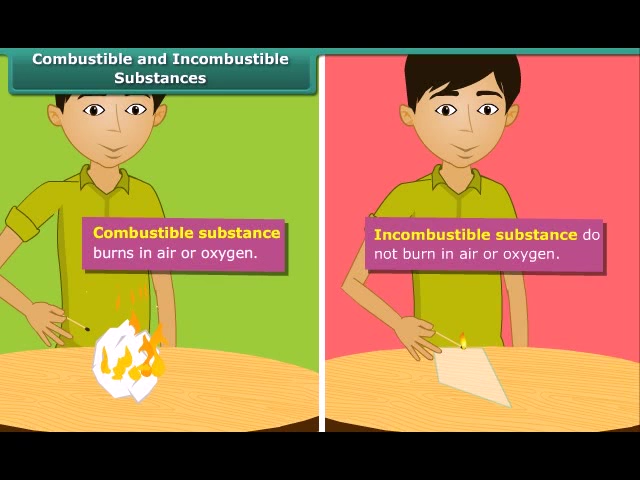 Combustible and Incombustible
Substances
Combustible substance
burns in air or oxygen.
Incombustible substance do
not burn in air or oxygen.